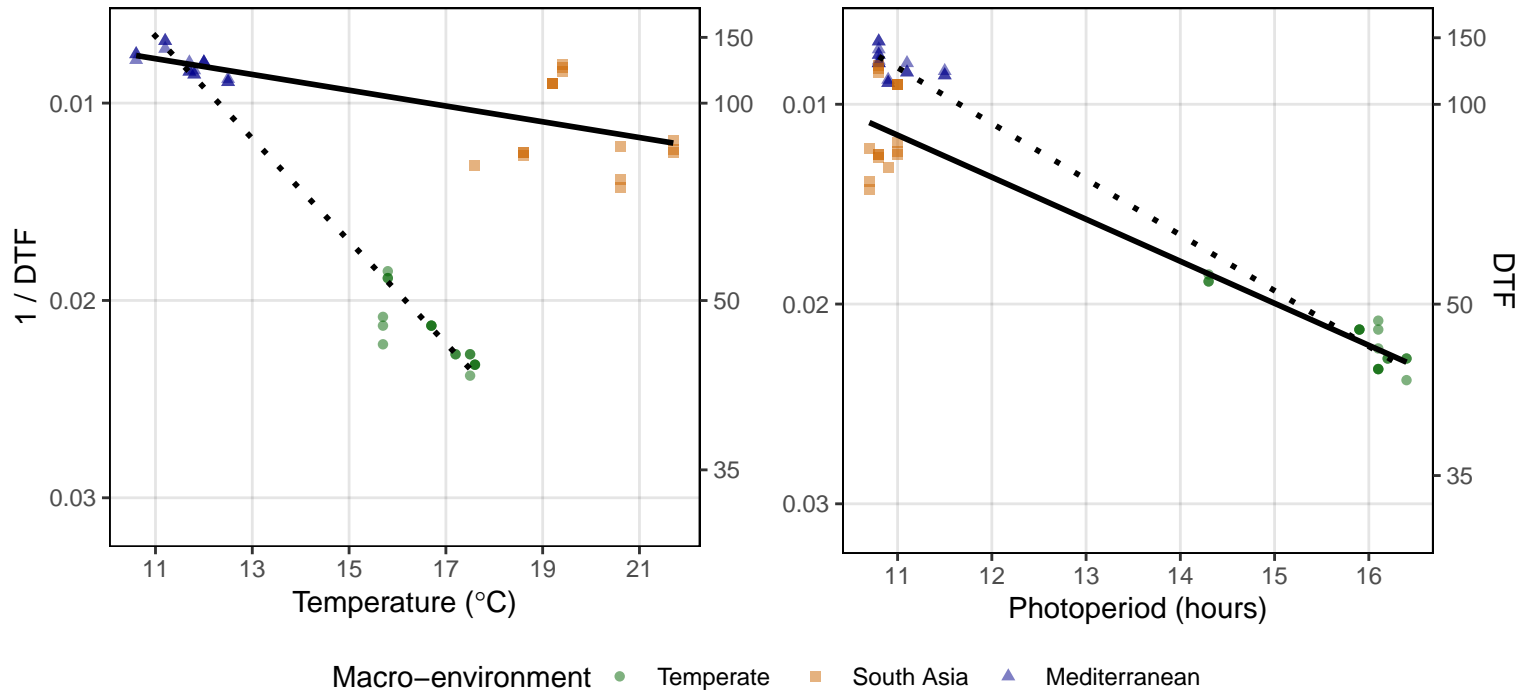 1 / DTF
0.01
0.02
0.03
150
100
50
35
11 13 15 17 19 21
Temperature (°C)
0.01
0.02
0.03
150
100
50
35
DTF
11 12 13 14 15 16
Photoperiod (hours)
Macro−environment Temperate South Asia Mediterranean